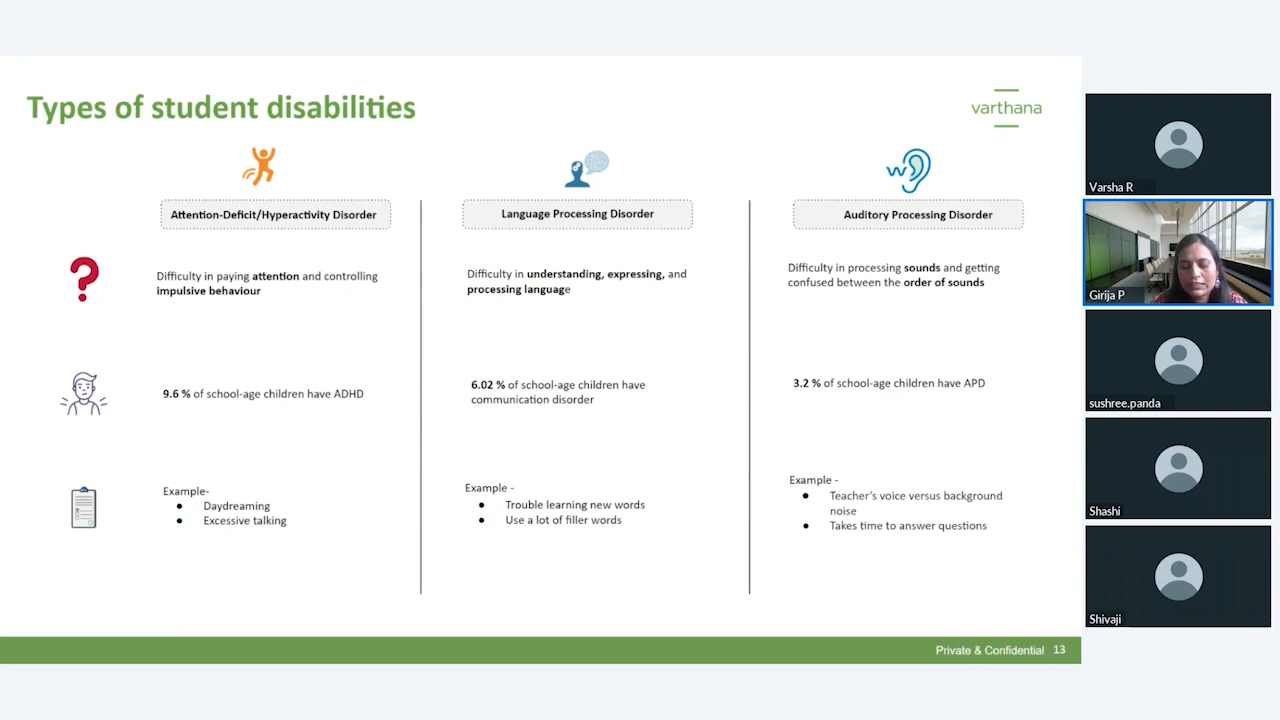 Types of student disabilities
varthana
w
Attention-Deficit/Hyperactivity Disorder
Language Processing Disorder
Auditory Processing Disorder
?
Difficulty in paying attention and controlling
impulsive behaviour
Difficulty in understanding, expressing, and
processing language
Difficulty in processing sounds and getting
confused between the order of sounds
9.6 % of school-age children have ADHD
6.02 % of school-age children have
communication disorder
3.2 % of school-age children have APD
Example-
● Daydreaming
● Excessive talking
Example -
● Trouble learning new words
● Use a lot of filler words
Example -
● Teacher’s voice versus background
noise
● Takes time to answer questions
Private & Confidential 13
Varsha R
Girija P
sushree.panda
Shashi
Shivaji